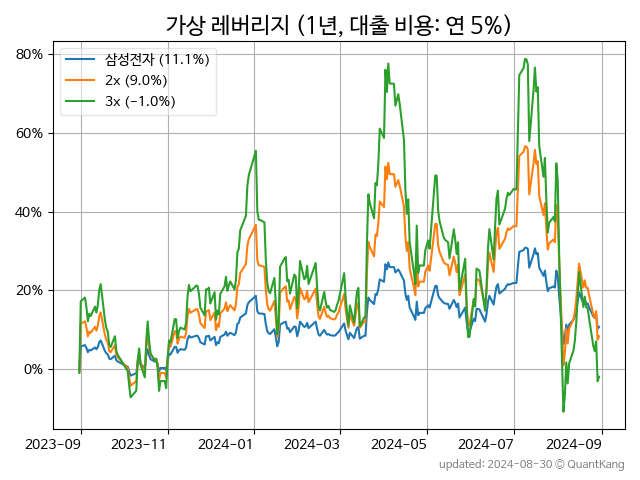 가상 레버리지 (1년, 대출 비용: 연 5%)
삼성전자 (11.1%)
2x (9.0%)
3x (−1.0%)
80%
60%
40%
20%
0%
2023−09 2023−11 2024−01 2024−03 2024−05 2024−07 2024−09
updated: 2024−08−30 © QuantKang